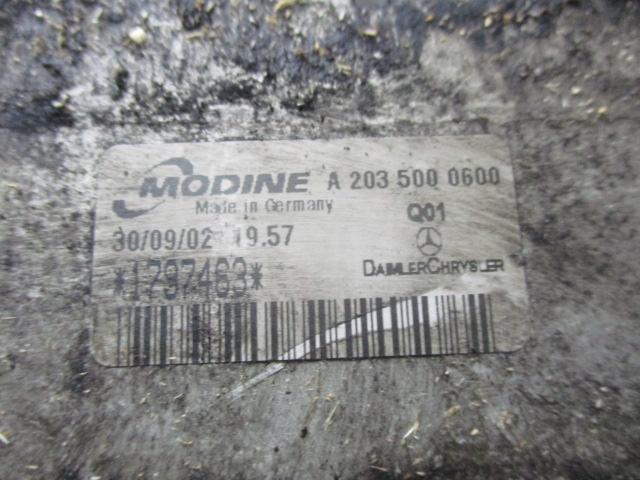 MODINE A 203 500 0600
Made in Germany Q01
30/09/02 19.57
*1797463* DAIMLERCHRYSLER